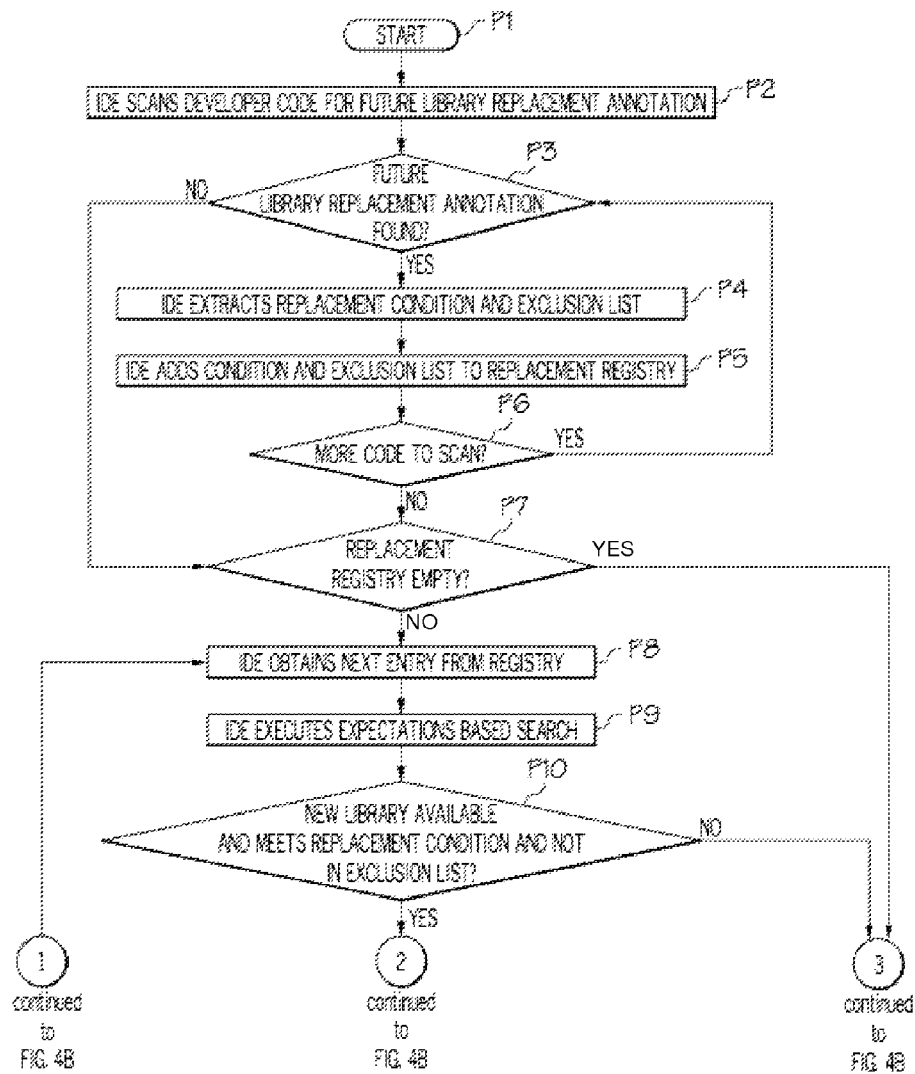 START
P1
IDE SCANS DEVELOPER CODE FOR FUTURE LIBRARY REPLACEMENT ANNOTATION
P2
P3
FUTURE
LIBRARY REPLACEMENT ANNOTATION
FOUND?
NO
YES
IDE EXTRACTS REPLACEMENT CONDITION AND EXCLUSION LIST
P4
IDE ADDS CONDITION AND EXCLUSION LIST TO REPLACEMENT REGISTRY
P5
P6
MORE CODE TO SCAN?
YES
NO
P7
REPLACEMENT
REGISTRY EMPTY?
YES
NO
IDE OBTAINS NEXT ENTRY FROM REGISTRY
P8
IDE EXECUTES EXPECTATIONS BASED SEARCH
P9
P10
NEW LIBRARY AVAILABLE
AND MEETS REPLACEMENT CONDITION AND NOT
IN EXCLUSION LIST?
NO
YES
1
continued
to
FIG. 4B
2
continued
to
FIG. 4B
3
continued
to
FIG. 4B